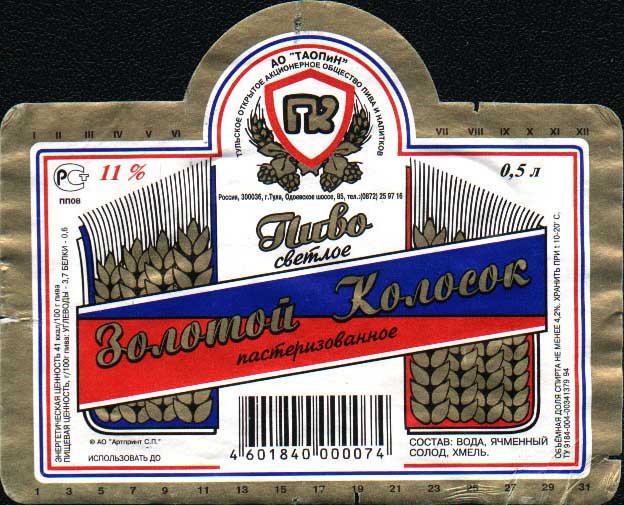 АО "ТАОПиН"
ТУЛЬСКОЕ ОТКРЫТОЕ АКЦИОНЕРНОЕ ОБЩЕСТВО ПИВА И НАПИТКОВ
ПК
I II III IV V VI VII VIII IX X XI XII
РСТ 11 % 0,5 л
ППОВ
Россия, 300036, г.Тула, Одоевское шоссе, 85, тел.:(0872) 25 97 16
Пиво
светлое
Золотой Колосок
пастеризованное
ЭНЕРГЕТИЧЕСКАЯ ЦЕННОСТЬ 41 ккал/100 г пива
ПИЩЕВАЯ ЦЕННОСТЬ, г/100г пива: УГЛЕВОДЫ - 3,7 БЕЛКИ - 0,6
ОБЪЁМНАЯ ДОЛЯ СПИРТА НЕ МЕНЕЕ 4,2%. ХРАНИТЬ ПРИ t 10-20°С.
ТУ 9184-004-00341379 94
© АО "Артпринт С.П."
ИСПОЛЬЗОВАТЬ ДО
4 601840 000074
СОСТАВ: ВОДА, ЯЧМЕННЫЙ
СОЛОД, ХМЕЛЬ.
1 3 5 7 9 11 13 15 17 19 21 23 25 27 29 31